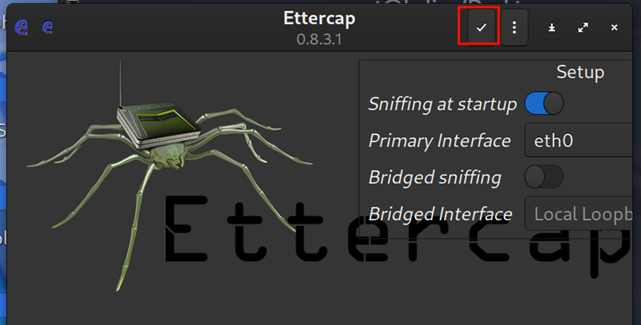 Ettercap
0.8.3.1
Setup
Sniffing at startup
Primary Interface eth0
Bridged sniffing
Bridged Interface Local Loopb
Ettercap